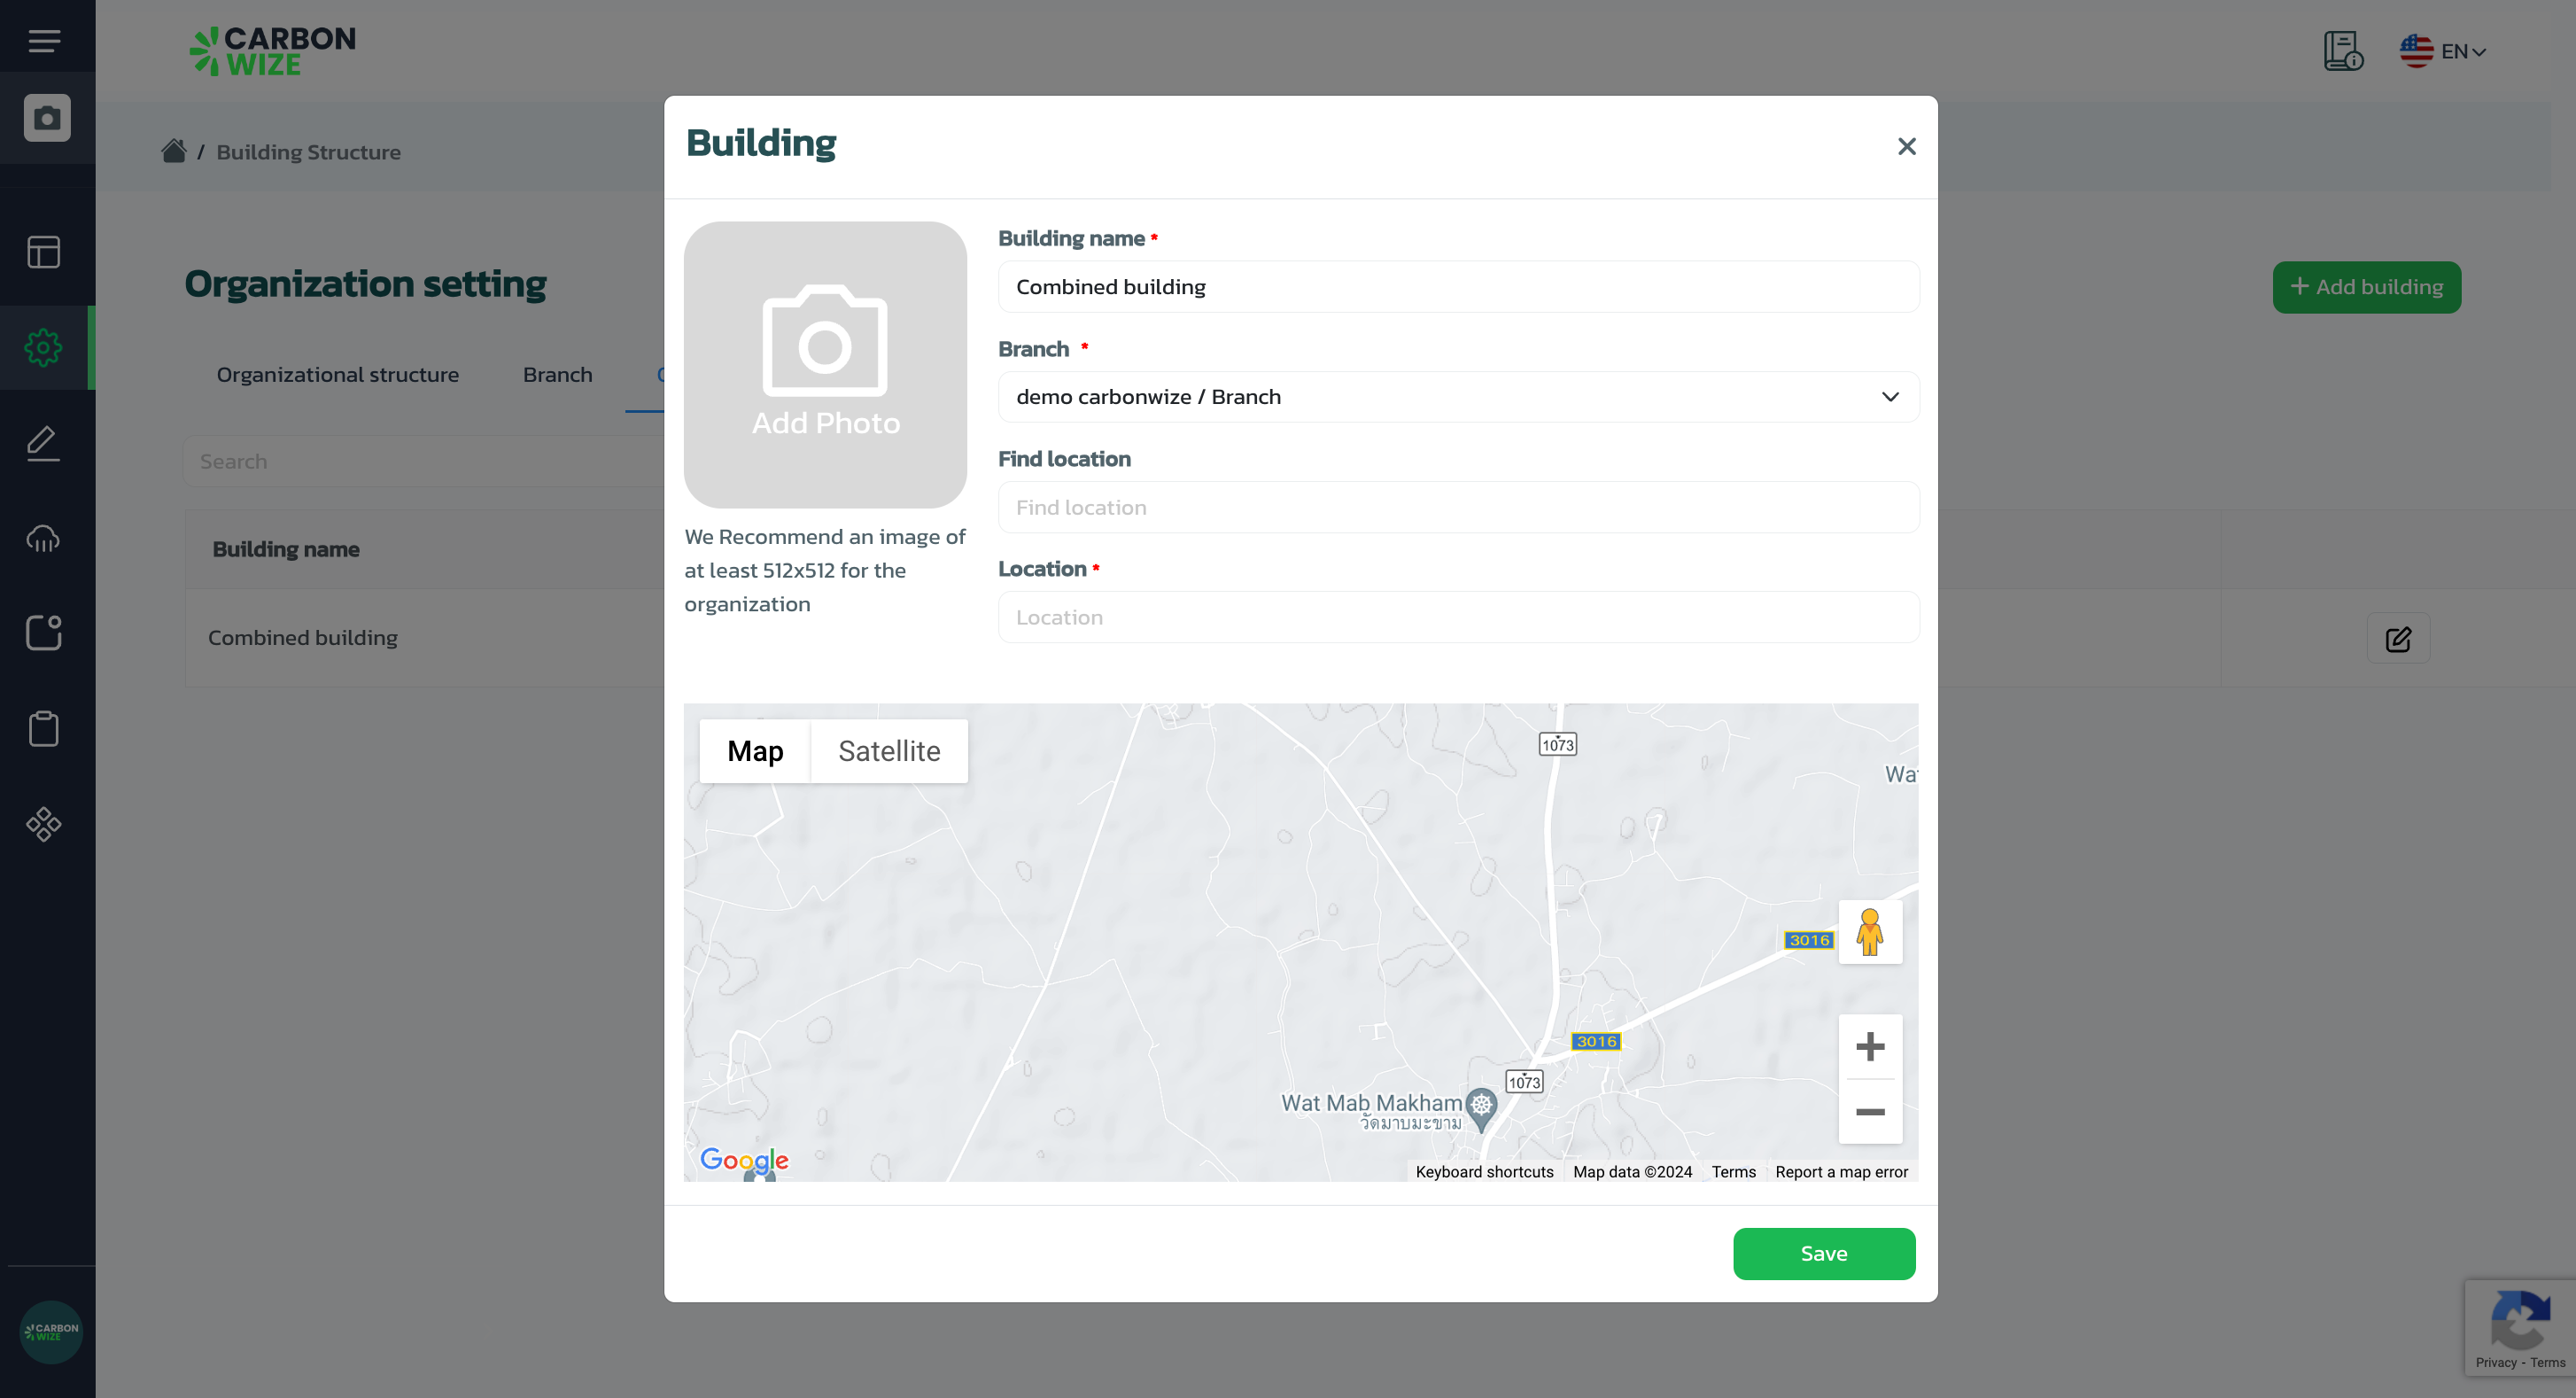 CARBON
WIZE
EN
/ Building Structure
Organization setting
+ Add building
Organizational structure
Branch
Search
Building name
Combined building
Building
Building name *
Combined building
Branch *
demo carbonwize / Branch
Find location
Find location
Location *
Location
Add Photo
We Recommend an image of
at least 512x512 for the
organization
Map
Satellite
1073
Wat
3016
3016
1073
Wat Mab Makham
วัดมาบมะขาม
Google
Keyboard shortcuts
Map data ©2024
Terms
Report a map error
Save
CARBON
WIZE
Privacy - Terms